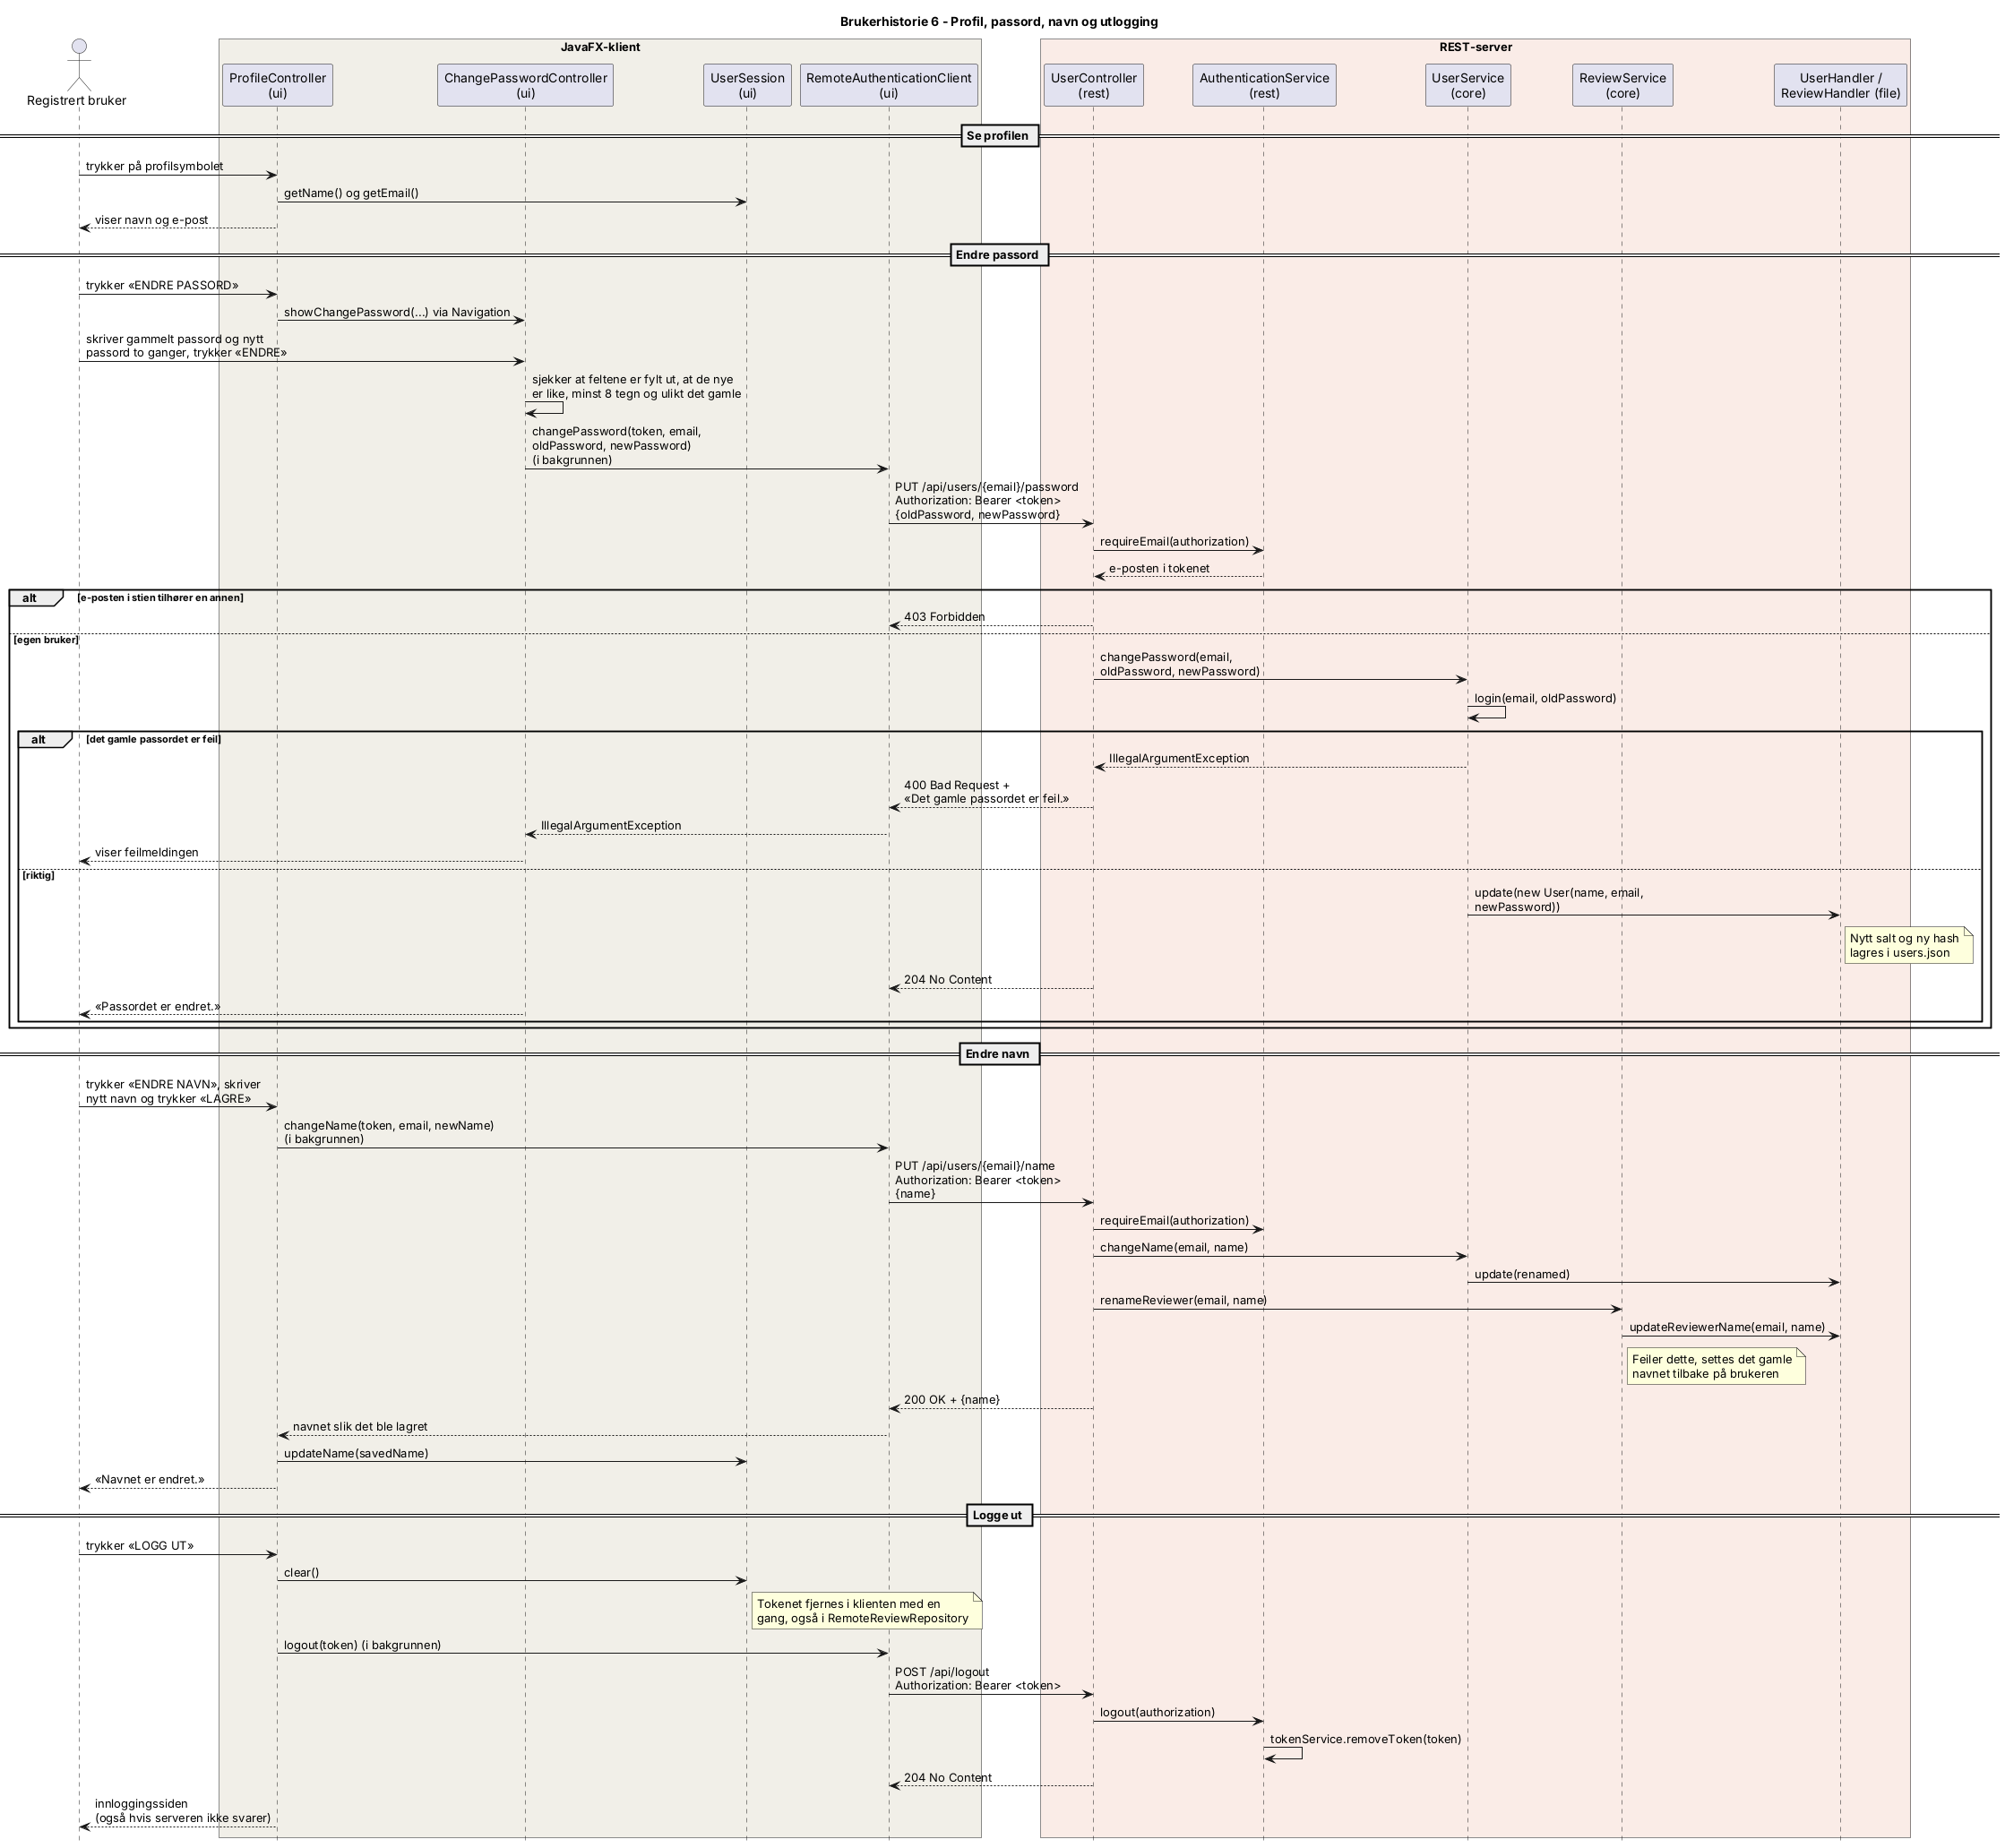 Brukerhistorie 6 - Profil, passord, navn og utlogging
JavaFX-klient
REST-server
Registrert bruker
ProfileController
(ui)
ChangePasswordController
(ui)
UserSession
(ui)
RemoteAuthenticationClient
(ui)
UserController
(rest)
AuthenticationService
(rest)
UserService
(core)
ReviewService
(core)
UserHandler /
ReviewHandler (file)
Se profilen
trykker på profilsymbolet
getName() og getEmail()
viser navn og e-post
Endre passord
trykker «ENDRE PASSORD»
showChangePassword(...) via Navigation
skriver gammelt passord og nytt
passord to ganger, trykker «ENDRE»
sjekker at feltene er fylt ut, at de nye
er like, minst 8 tegn og ulikt det gamle
changePassword(token, email,
oldPassword, newPassword)
(i bakgrunnen)
PUT /api/users/{email}/password
Authorization: Bearer <token>
{oldPassword, newPassword}
requireEmail(authorization)
e-posten i tokenet
alt [e-posten i stien tilhører en annen]
403 Forbidden
[egen bruker]
changePassword(email,
oldPassword, newPassword)
login(email, oldPassword)
alt [det gamle passordet er feil]
IllegalArgumentException
400 Bad Request +
«Det gamle passordet er feil.»
IllegalArgumentException
viser feilmeldingen
[riktig]
update(new User(name, email,
newPassword))
Nytt salt og ny hash
lagres i users.json
204 No Content
«Passordet er endret.»
Endre navn
trykker «ENDRE NAVN», skriver
nytt navn og trykker «LAGRE»
changeName(token, email, newName)
(i bakgrunnen)
PUT /api/users/{email}/name
Authorization: Bearer <token>
{name}
requireEmail(authorization)
changeName(email, name)
update(renamed)
renameReviewer(email, name)
updateReviewerName(email, name)
Feiler dette, settes det gamle
navnet tilbake på brukeren
200 OK + {name}
navnet slik det ble lagret
updateName(savedName)
«Navnet er endret.»
Logge ut
trykker «LOGG UT»
clear()
Tokenet fjernes i klienten med en
gang, også i RemoteReviewRepository
logout(token) (i bakgrunnen)
POST /api/logout
Authorization: Bearer <token>
logout(authorization)
tokenService.removeToken(token)
204 No Content
innloggingssiden
(også hvis serveren ikke svarer)